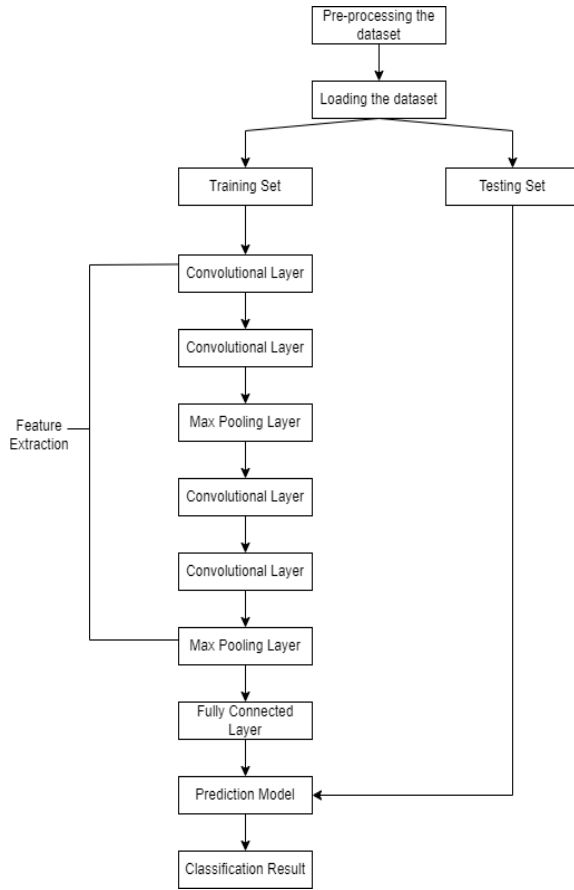 Pre-processing the
dataset
Loading the dataset
Training Set
Testing Set
Convolutional Layer
Convolutional Layer
Max Pooling Layer
Feature
Extraction
Convolutional Layer
Convolutional Layer
Max Pooling Layer
Fully Connected
Layer
Prediction Model
Classification Result